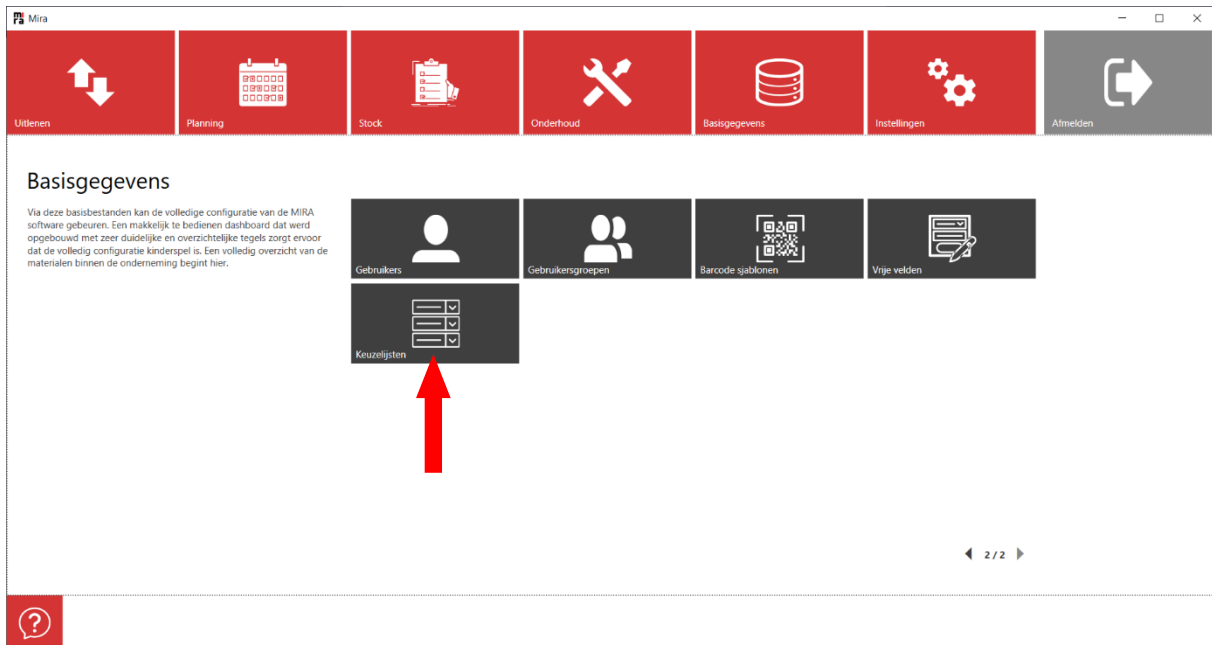 mi ra Mira
Uitlenen
Planning
Stock
Onderhoud
Basisgegevens
Instellingen
Afmelden
Basisgegevens
Via deze basisbestanden kan de volledige configuratie van de MIRA
software gebeuren. Een makkelijk te bedienen dashboard dat werd
opgebouwd met zeer duidelijke en overzichtelijke tegels zorgt ervoor
dat de volledig configuratie kinderspel is. Een volledig overzicht van de
materialen binnen de onderneming begint hier.
Gebruikers
Gebruikersgroepen
Barcode sjablonen
Vrije velden
Keuzelijsten
2 / 2
?